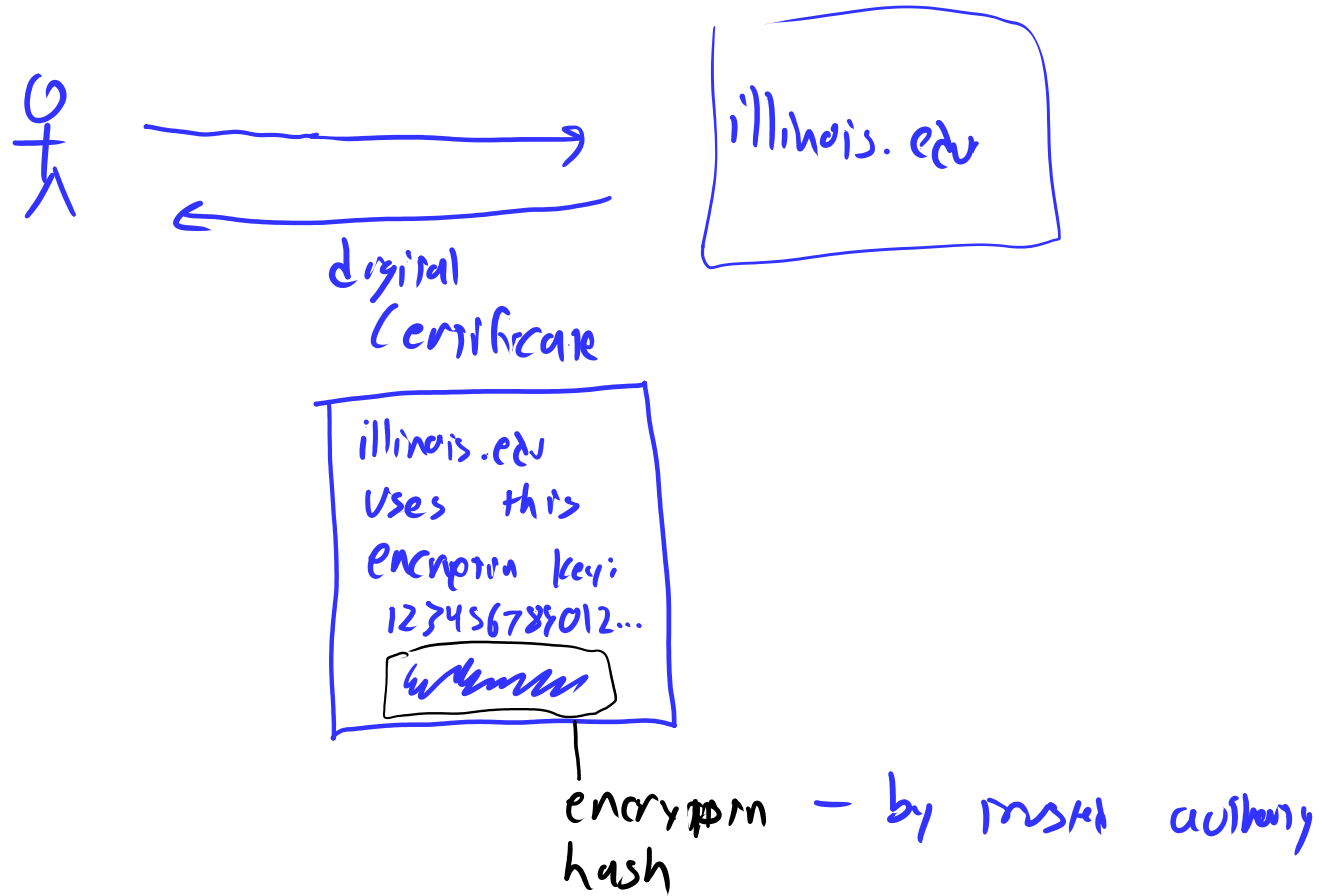 illinois.edu
digital
Certificate
illinois.edu
uses this
encryption key:
123456789012...
encryption - by trusted authority
hash